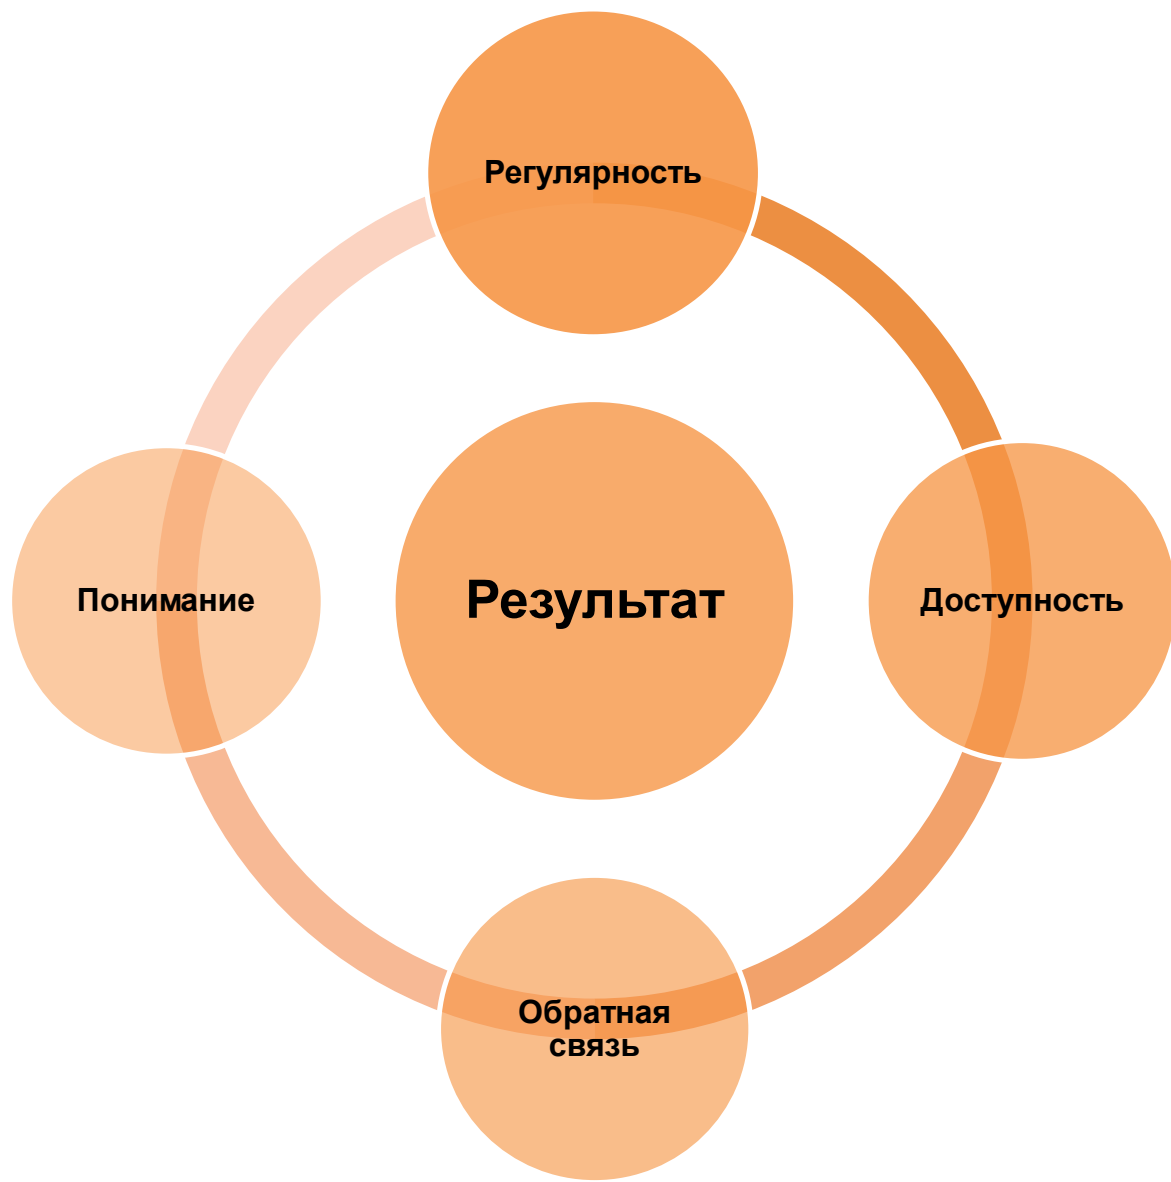 Регулярность
Понимание
Результат
Доступность
Обратная
связь